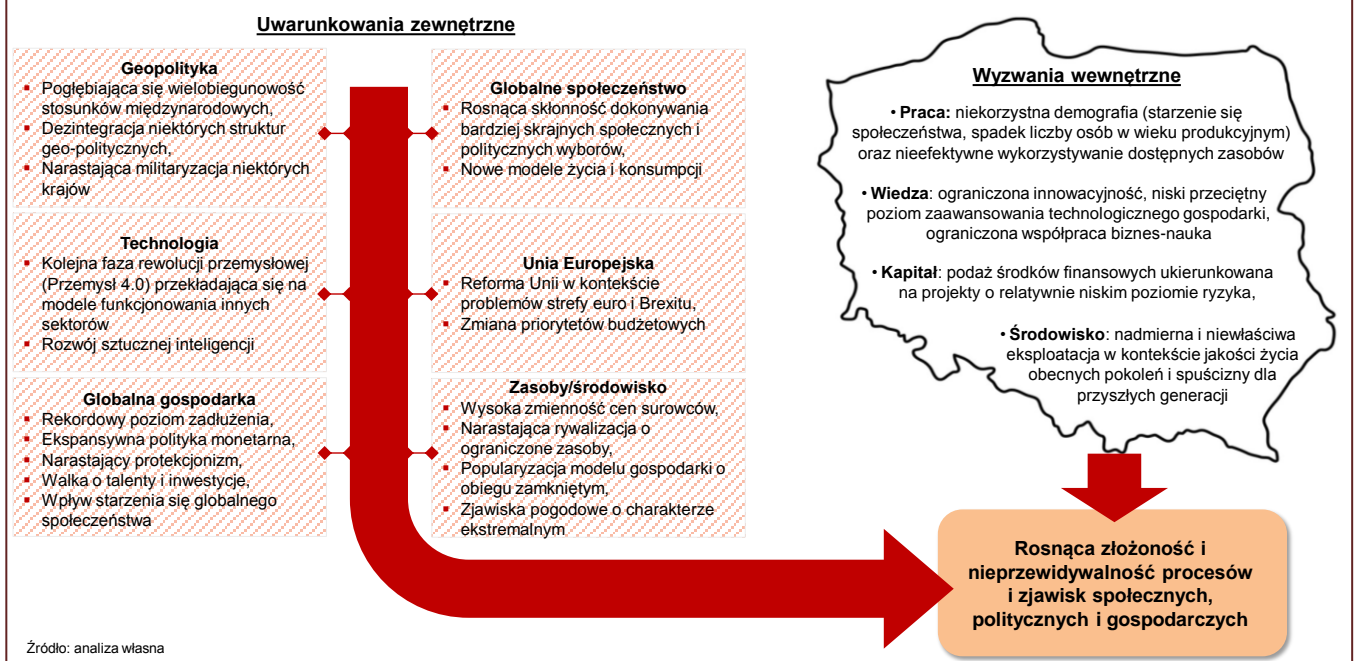 Uwarunkowania zewnętrzne
Geopolityka
▪ Pogłębiająca się wielobiegunowość
stosunków międzynarodowych,
▪ Dezintegracja niektórych struktur
geo-politycznych,
▪ Narastająca militaryzacja niektórych
krajów
Globalne społeczeństwo
▪ Rosnąca skłonność dokonywania
bardziej skrajnych społecznych i
politycznych wyborów,
▪ Nowe modele życia i konsumpcji
Technologia
▪ Kolejna faza rewolucji przemysłowej
(Przemysł 4.0) przekładająca się na
modele funkcjonowania innych
sektorów
▪ Rozwój sztucznej inteligencji
Unia Europejska
▪ Reforma Unii w kontekście
problemów strefy euro i Brexitu,
▪ Zmiana priorytetów budżetowych
Globalna gospodarka
▪ Rekordowy poziom zadłużenia,
▪ Ekspansywna polityka monetarna,
▪ Narastający protekcjonizm,
▪ Walka o talenty i inwestycje,
▪ Wpływ starzenia się globalnego
społeczeństwa
Zasoby/środowisko
▪ Wysoka zmienność cen surowców,
▪ Narastająca rywalizacja o
ograniczone zasoby,
▪ Popularyzacja modelu gospodarki o
obiegu zamkniętym,
▪ Zjawiska pogodowe o charakterze
ekstremalnym
Wyzwania wewnętrzne
• Praca: niekorzystna demografia (starzenie się
społeczeństwa, spadek liczby osób w wieku produkcyjnym)
oraz nieefektywne wykorzystywanie dostępnych zasobów
• Wiedza: ograniczona innowacyjność, niski przeciętny
poziom zaawansowania technologicznego gospodarki,
ograniczona współpraca biznes-nauka
• Kapitał: podaż środków finansowych ukierunkowana
na projekty o relatywnie niskim poziomie ryzyka,
• Środowisko: nadmierna i niewłaściwa
eksploatacja w kontekście jakości życia
obecnych pokoleń i spuścizny dla
przyszłych generacji
Rosnąca złożoność i
nieprzewidywalność procesów
i zjawisk społecznych,
politycznych i gospodarczych
Źródło: analiza własna